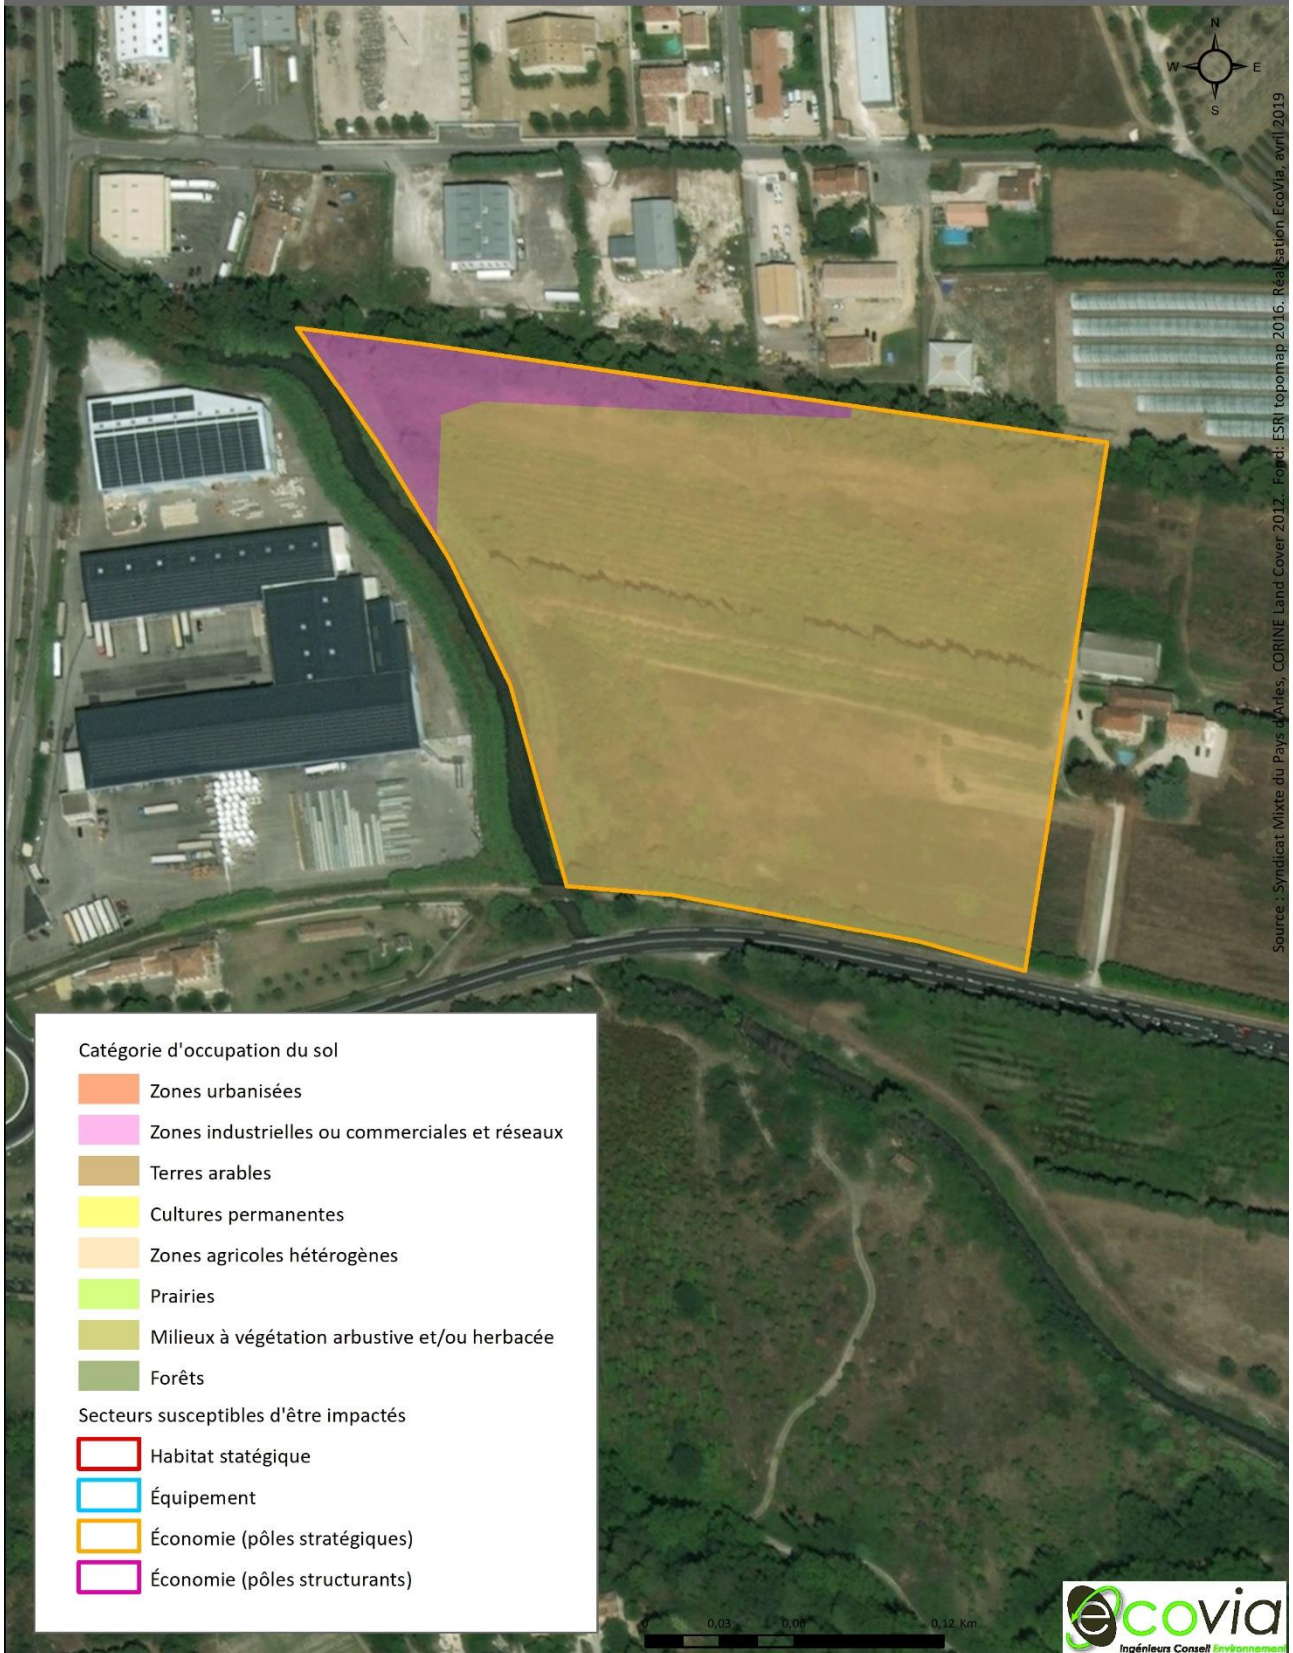 N
W E
S
Source : Syndicat Mixte du Pays d'Arles, CORINE Land Cover 2012. Fond: ESRI topomap 2016. Réalisation EcoVia, avril 2019
Catégorie d'occupation du sol
Zones urbanisées
Zones industrielles ou commerciales et réseaux
Terres arables
Cultures permanentes
Zones agricoles hétérogènes
Prairies
Milieux à végétation arbustive et/ou herbacée
Forêts
Secteurs susceptibles d'être impactés
Habitat statégique
Équipement
Économie (pôles stratégiques)
Économie (pôles structurants)
0 0,03 0,06 0,12 Km
ecovia
Ingénieurs Conseil Environnement